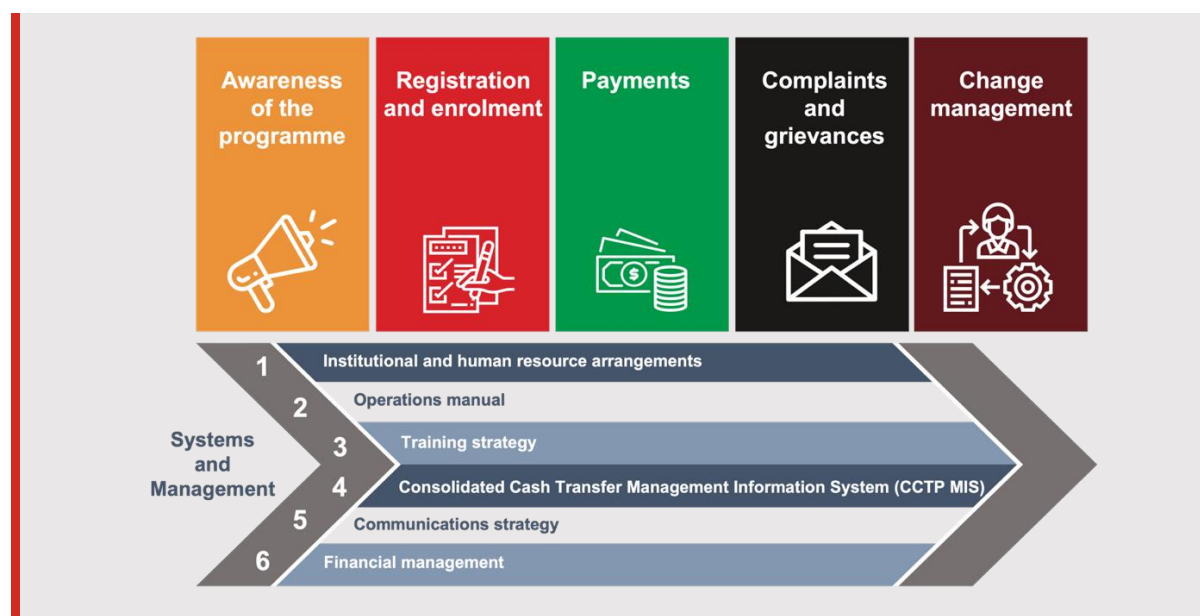 Awareness
of the
programme
Registration
and enrolment
Payments
Complaints
and
grievances
Change
management
$
Systems
and
Management
1
Institutional and human resource arrangements
2
Operations manual
3
Training strategy
4
Consolidated Cash Transfer Management Information System (CCTP MIS)
5
Communications strategy
6
Financial management